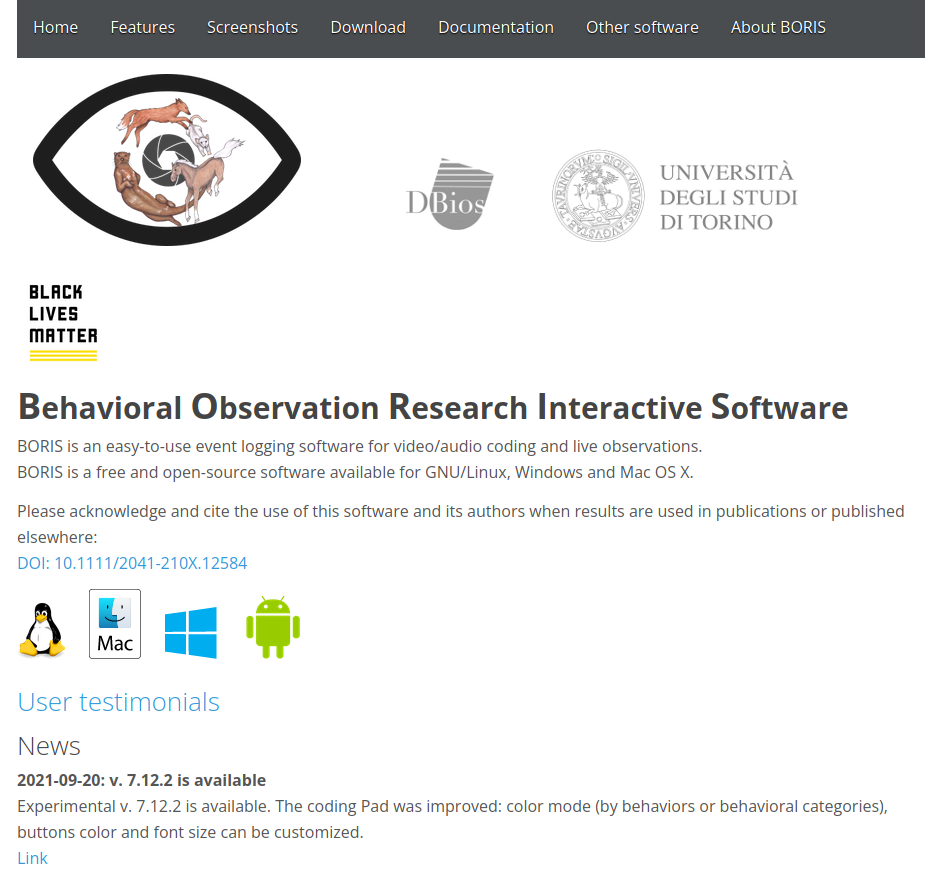 Home Features Screenshots Download Documentation Other software About BORIS
DBios
UNIVERSITÀ
DEGLI STUDI
DI TORINO
BLACK
LIVES
MATTER
Behavioral Observation Research Interactive Software
BORIS is an easy-to-use event logging software for video/audio coding and live observations.
BORIS is a free and open-source software available for GNU/Linux, Windows and Mac OS X.
Please acknowledge and cite the use of this software and its authors when results are used in publications or published
elsewhere:
DOI: 10.1111/2041-210X.12584
Mac
User testimonials
News
2021-09-20: v. 7.12.2 is available
Experimental v. 7.12.2 is available. The coding Pad was improved: color mode (by behaviors or behavioral categories),
buttons color and font size can be customized.
Link